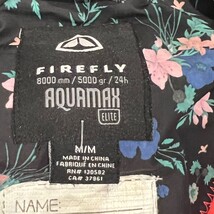 FIREFLY
8000 mm / 5000 gr / 24h
AQUAMAX
ELITE
M/M
MADE IN CHINA
FABRIQUÉ EN CHINE
RN# 130582
CA# 37861
NAME: